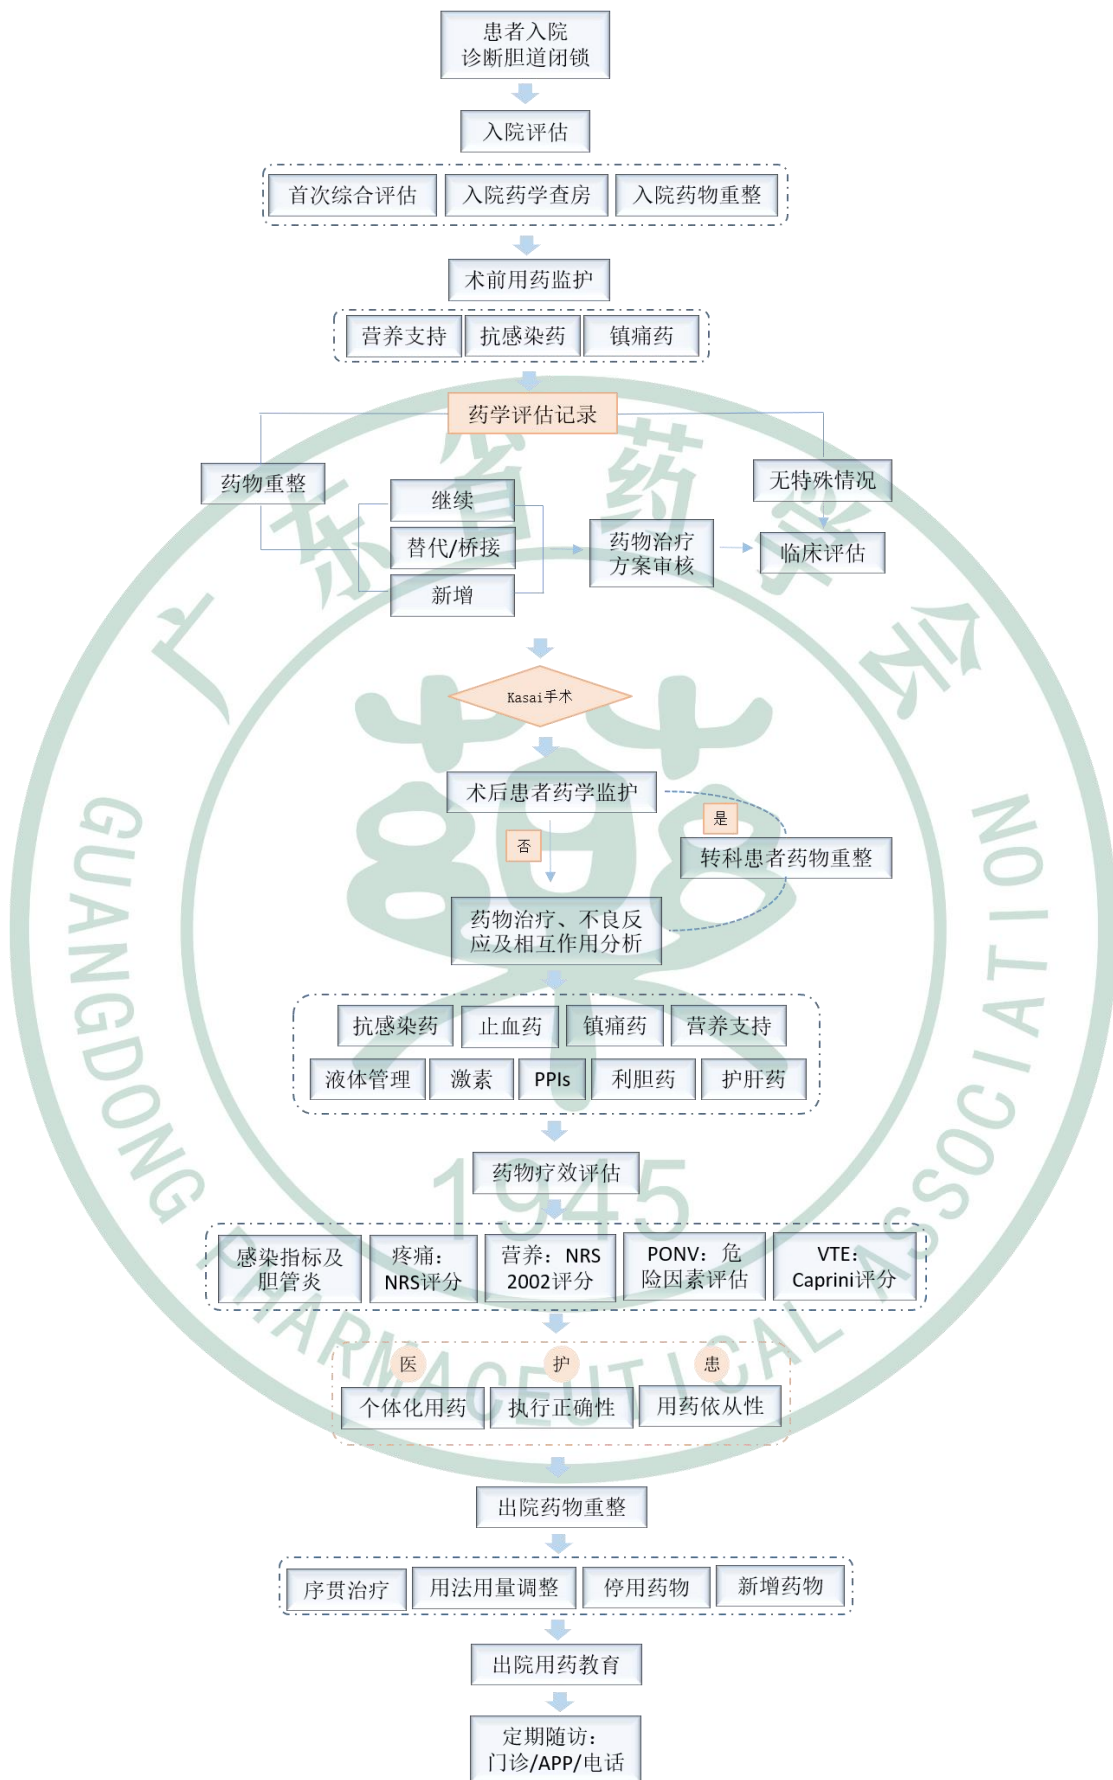 患者入院
诊断胆道闭锁
入院评估
首次综合评估
入院药学查房
入院药物重整
术前用药监护
营养支持
抗感染药
镇痛药
药学评估记录
药物重整
无特殊情况
继续
替代/桥接
新增
药物治疗
方案审核
临床评估
Kasai手术
术后患者药学监护
是
否
转科患者药物重整
药物治疗、不良反
应及相互作用分析
抗感染药
止血药
镇痛药
营养支持
液体管理
激素
PPIs
利胆药
护肝药
药物疗效评估
感染指标及
胆管炎
疼痛：
NRS评分
营养：NRS
2002评分
PONV：危
险因素评估
VTE：
Caprini评分
医
护
患
个体化用药
执行正确性
用药依从性
出院药物重整
序贯治疗
用法用量调整
停用药物
新增药物
出院用药教育
定期随访：
门诊/APP/电话
广东省药学会
GUANGDONG PHARMACEUTICAL ASSOCIATION
1945